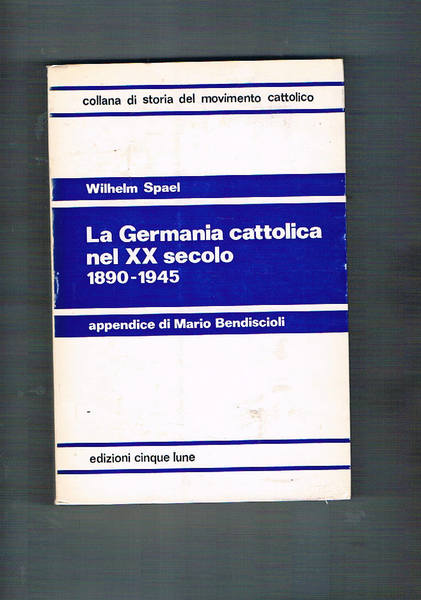 collana di storia del movimento cattolico
Wilhelm Spael
La Germania cattolica
nel XX secolo
1890-1945
appendice di Mario Bendiscioli
edizioni cinque lune